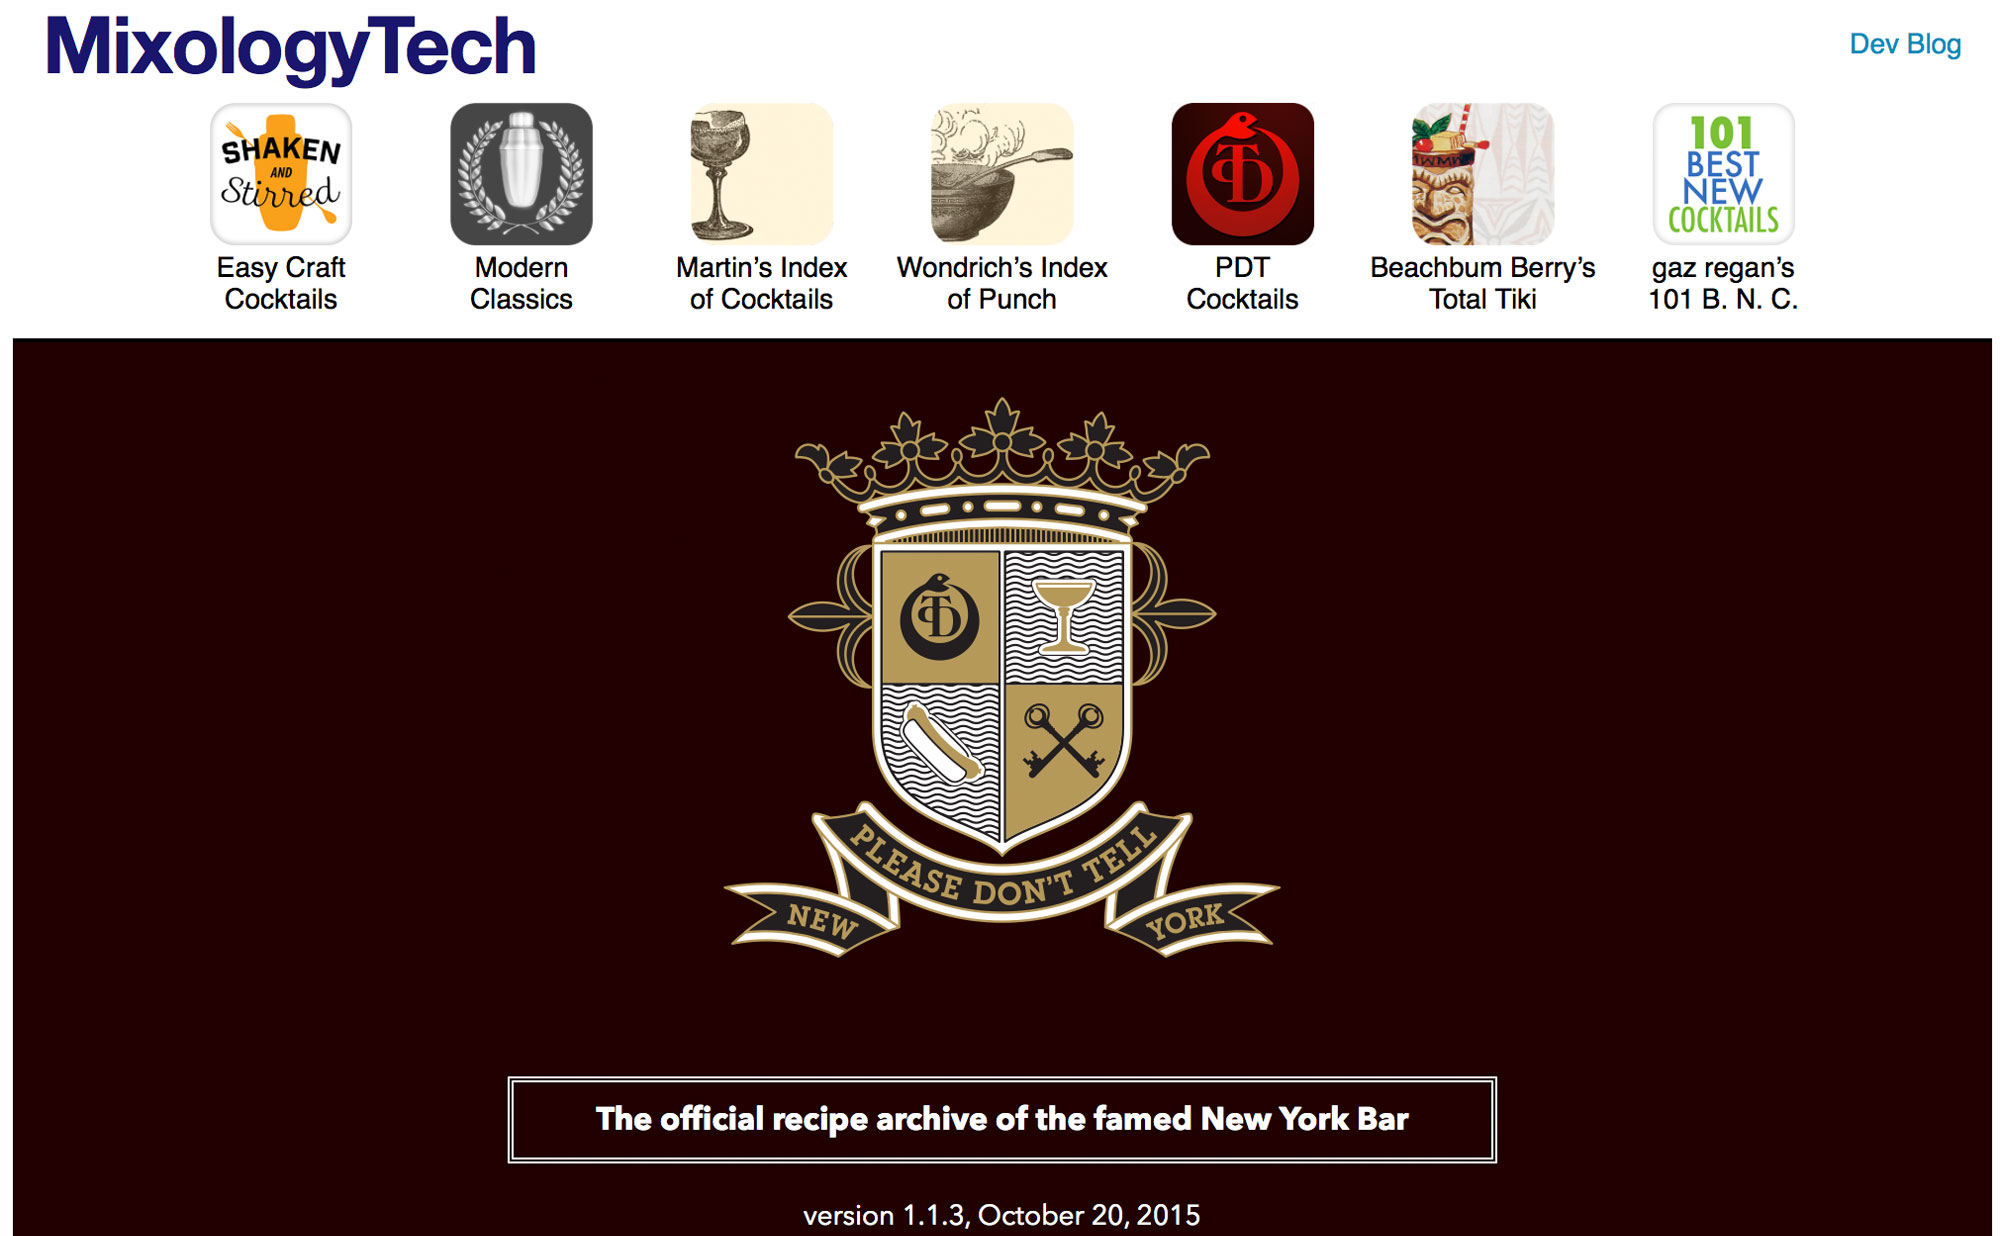 MixologyTech
Dev Blog
SHAKEN
AND
Stirred
Easy Craft
Cocktails
Modern
Classics
Martin's Index
of Cocktails
Wondrich's Index
of Punch
PDT
PDT
Cocktails
Beachbum Berry's
Total Tiki
101
BEST
NEW
COCKTAILS
gaz regan's
101 B. N. C.
PDT
PLEASE DON'T TELL
NEW YORK
The official recipe archive of the famed New York Bar
version 1.1.3, October 20, 2015